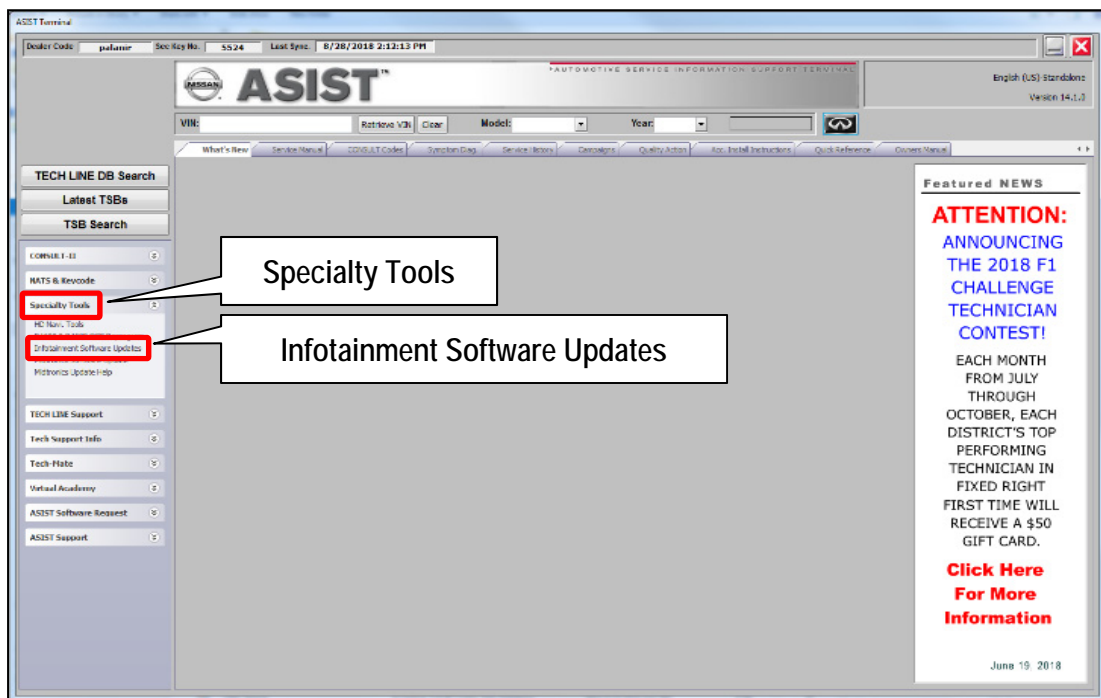 ASIST Terminal
Dealer Code palanir Sec Key No. 5524 Last Sync. 8/28/2018 2:12:13 PM
NISSAN ASIST™
AUTOMOTIVE SERVICE INFORMATION SUPPORT TERMINAL
English (US) Standalone
Version 14.1.0
VIN: Retrieve VIN Clear Model: Year:
What's New Service Manual CONSULT Codes Symptom Diag. Service History Campaigns Quality Action Acc. Install Instructions Quick Reference Owners Manual
TECH LINE DB Search
Latest TSBs
TSB Search
CONSULT-II
NATS & Keycode
Specialty Tools
HD Navi. Tools
Infotainment Software Updates
Midtronics Update Help
TECH LINE Support
Tech Support Info
Tech-Mate
Virtual Academy
ASIST Software Request
ASIST Support
Specialty Tools
Infotainment Software Updates
Featured NEWS
ATTENTION:
ANNOUNCING
THE 2018 F1
CHALLENGE
TECHNICIAN
CONTEST!
EACH MONTH
FROM JULY
THROUGH
OCTOBER, EACH
DISTRICT'S TOP
PERFORMING
TECHNICIAN IN
FIXED RIGHT
FIRST TIME WILL
RECEIVE A $50
GIFT CARD.
Click Here
For More
Information
June 19, 2018